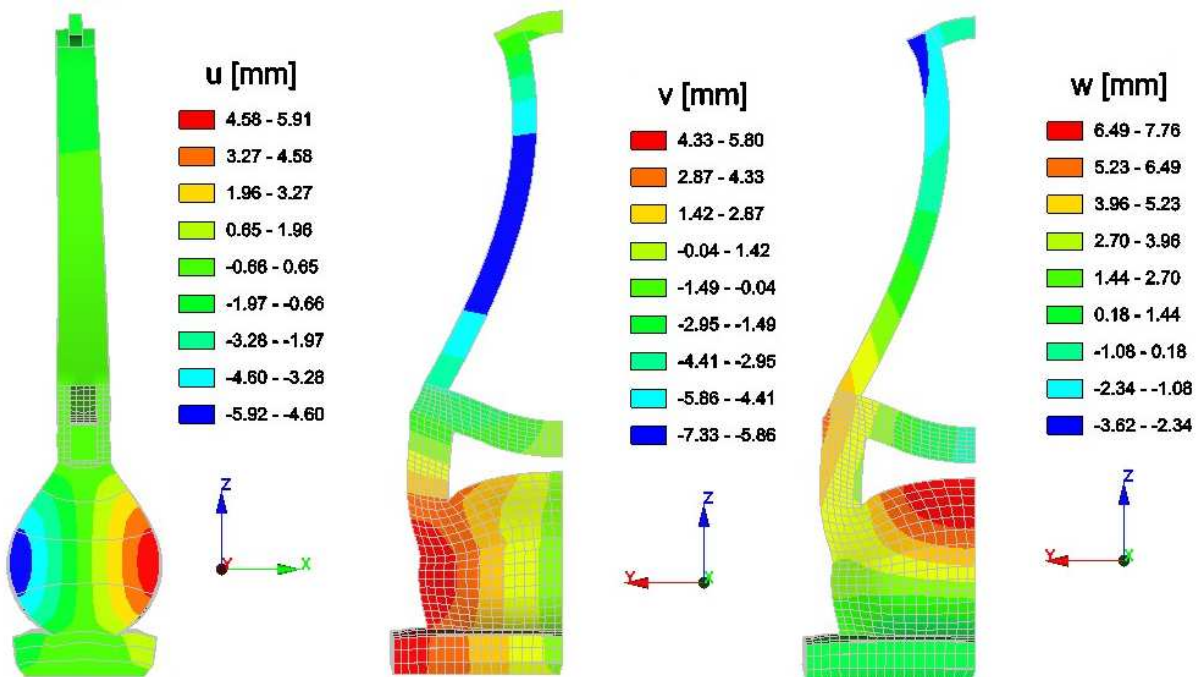 u [mm]
4.58 - 5.91
3.27 - 4.58
1.96 - 3.27
0.65 - 1.96
-0.66 - 0.65
-1.97 - -0.66
-3.28 - -1.97
-4.60 - -3.28
-5.92 - -4.60
Z
Y
X
v [mm]
4.33 - 5.80
2.87 - 4.33
1.42 - 2.87
-0.04 - 1.42
-1.49 - -0.04
-2.95 - -1.49
-4.41 - -2.95
-5.86 - -4.41
-7.33 - -5.86
Z
Y
X
w [mm]
6.49 - 7.76
5.23 - 6.49
3.96 - 5.23
2.70 - 3.96
1.44 - 2.70
0.18 - 1.44
-1.08 - 0.18
-2.34 - -1.08
-3.62 - -2.34
Z
Y
X